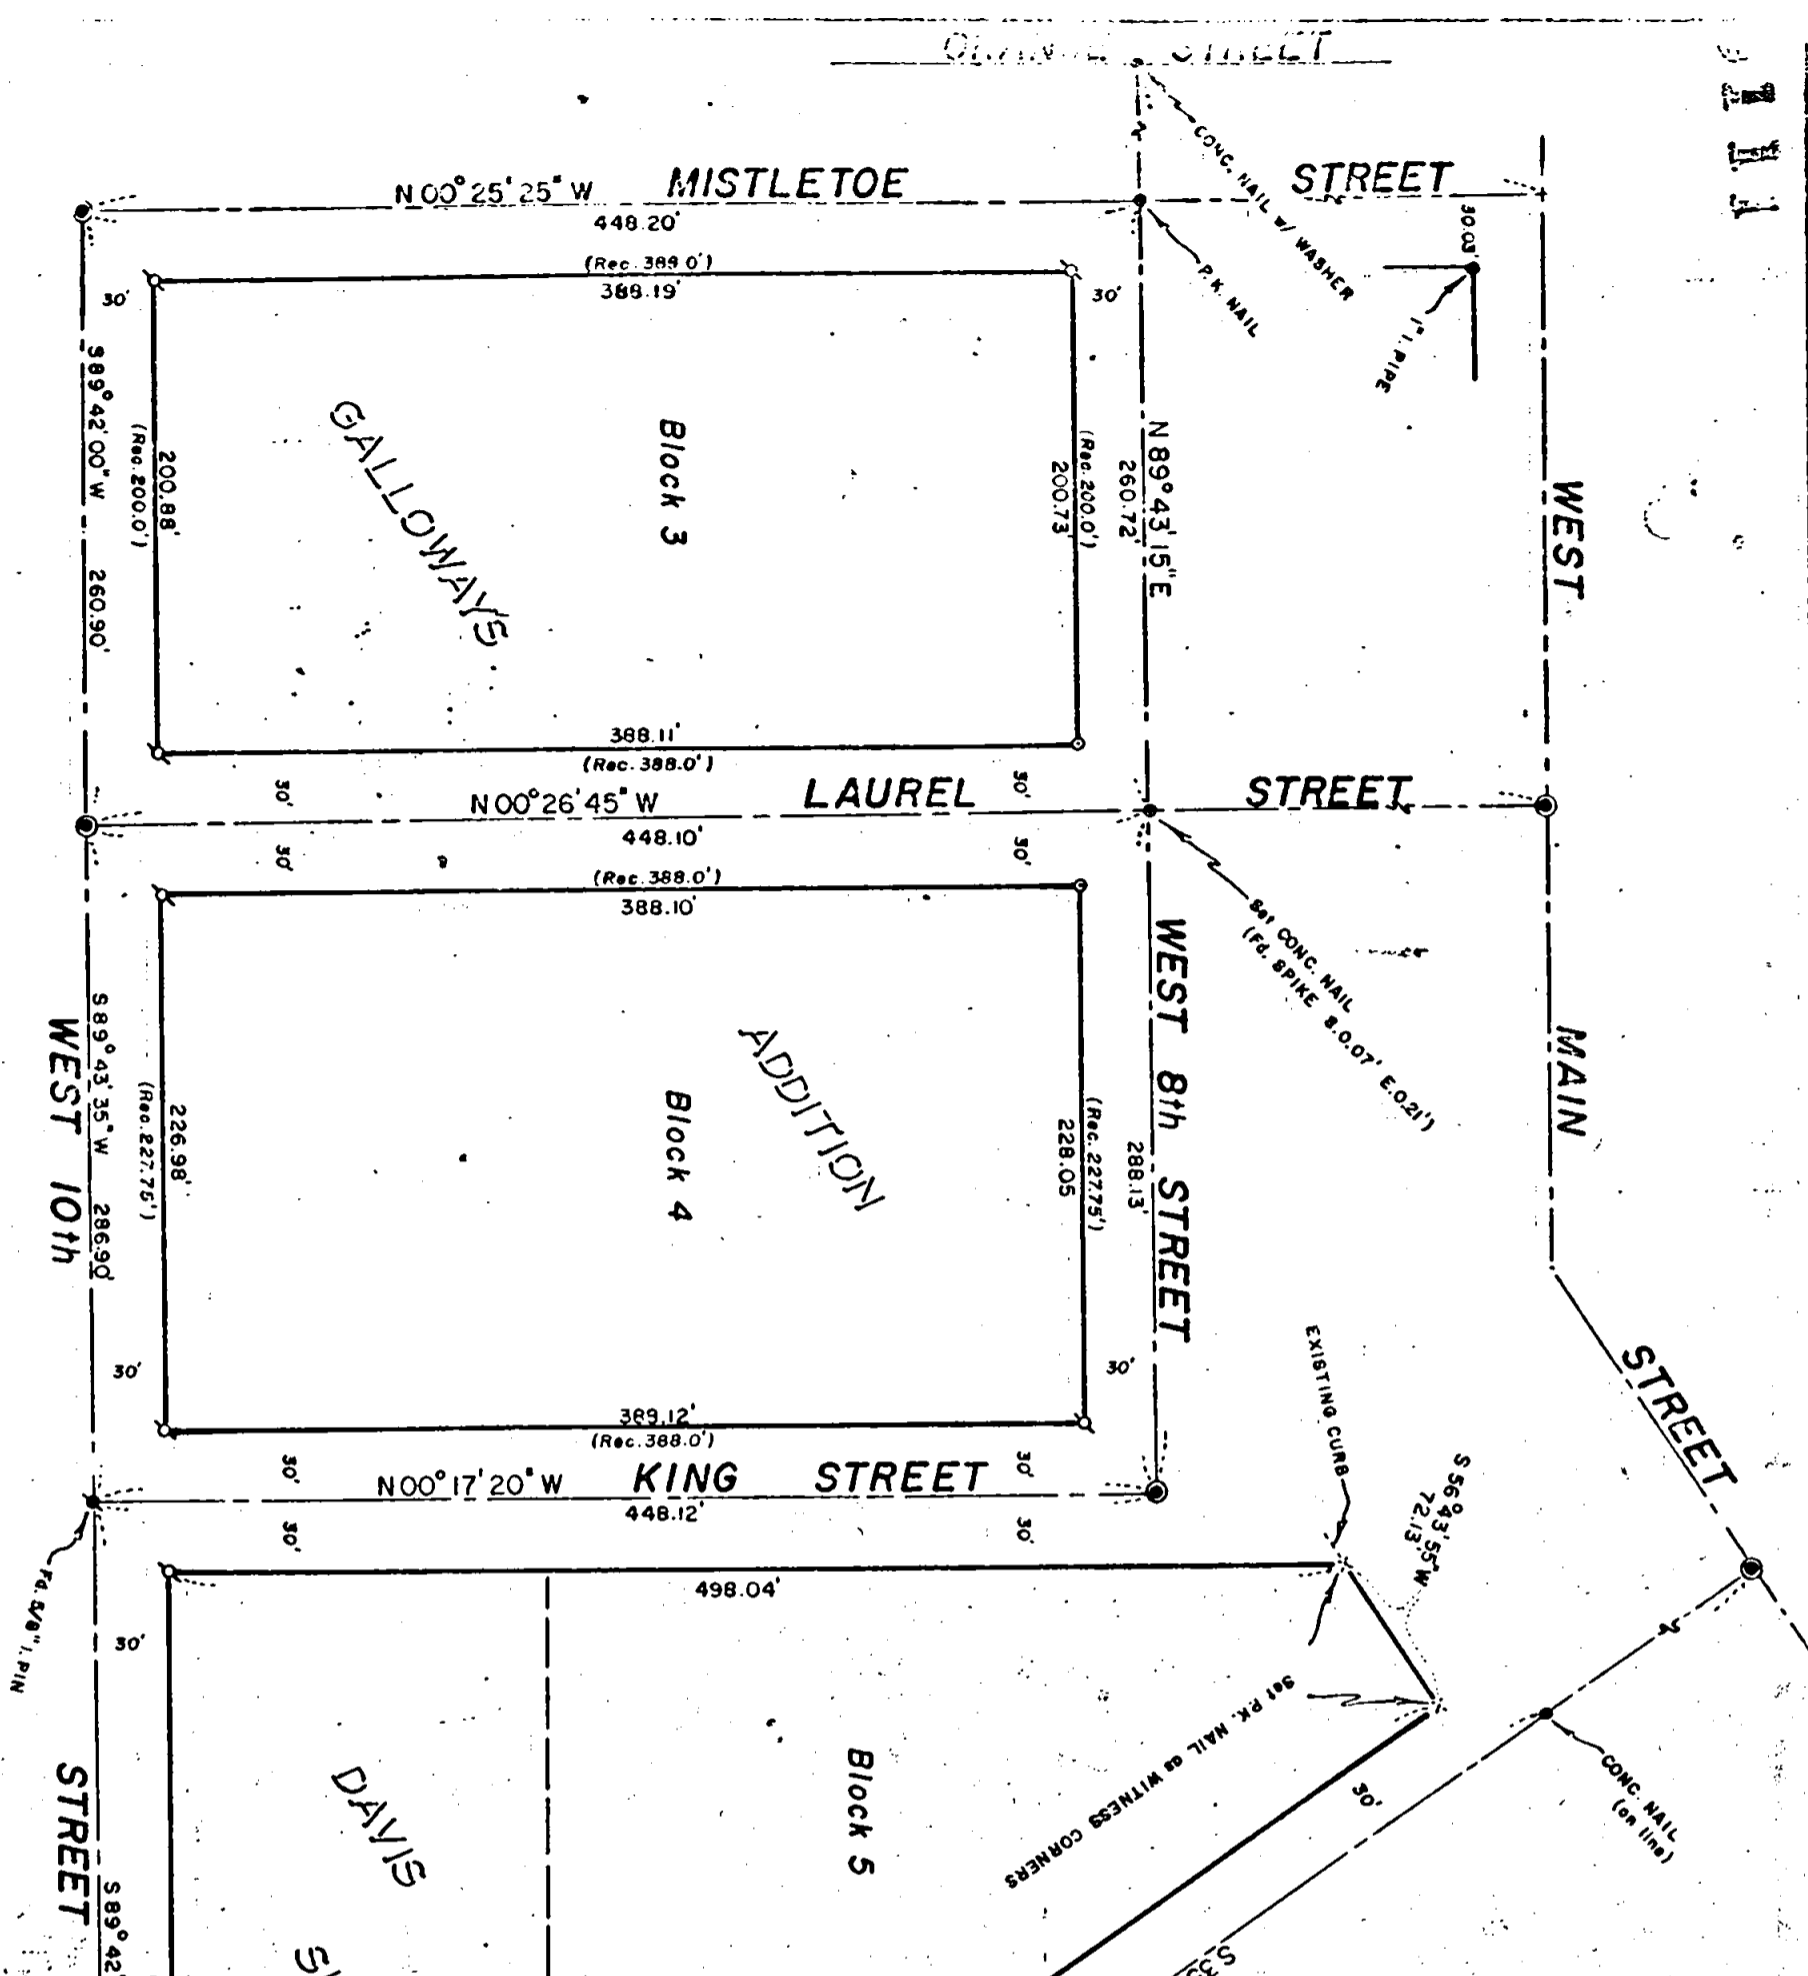 STREET
CONC. NAIL w/ WASHER
N 00° 25' 25" W MISTLETOE STREET
448.20'
P.K. NAIL
30.03'
1" I. PIPE
(Rec. 389.0')
388.19'
30'
30'
S 89° 42' 00" W 260.90'
200.88'
(Rec. 200.0')
GALLOWAY'S
Block 3
(Rec. 200.0')
200.73'
N 89° 43' 15" E
260.72'
WEST
388.11'
(Rec. 388.0')
30'
30'
N 00° 26' 45" W LAUREL STREET
448.10'
30'
30'
(Rec. 388.0')
388.10'
Set CONC. NAIL
(Fd. SPIKE S.0.07' E.0.21')
WEST 10th
S 89° 43' 35" W 286.90'
226.98'
(Rec. 227.75')
ADDITION
Block 4
(Rec. 227.75')
228.05
288.13'
WEST 8th STREET
MAIN
STREET
30'
30'
389.12'
(Rec. 388.0')
30'
30'
N 00° 17' 20" W KING STREET
448.12'
30'
30'
EXISTING CURB
S 56° 43' 55" W
72.13'
Fd. 5/8" I. PIN
498.04'
30'
Set P.K. NAIL as WITNESS CORNERS
30'
CONC. NAIL
(on line)
DAVIS
Block 5
STREET
S 89° 42'